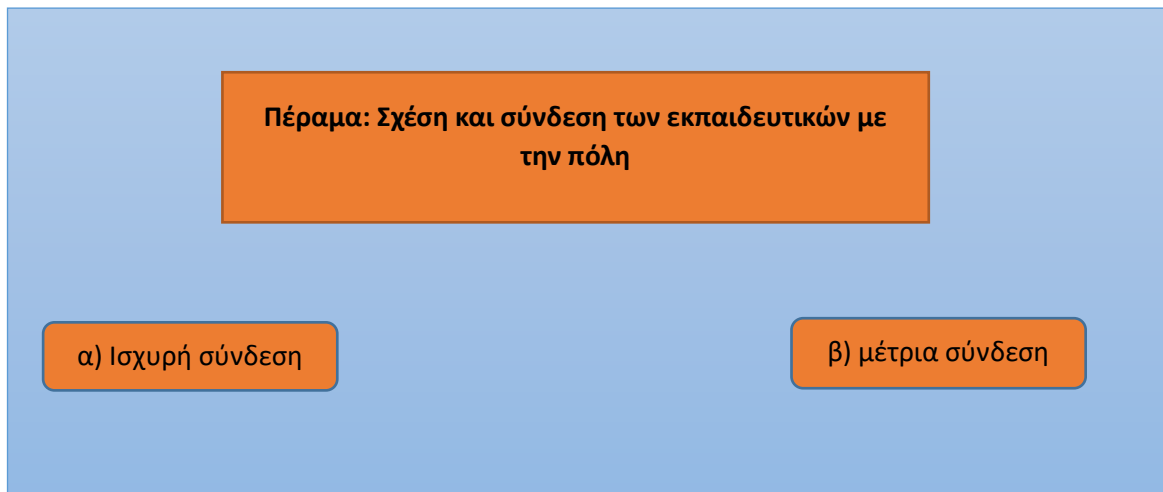 Πέραμα: Σχέση και σύνδεση των εκπαιδευτικών με
την πόλη
α) Ισχυρή σύνδεση
β) μέτρια σύνδεση